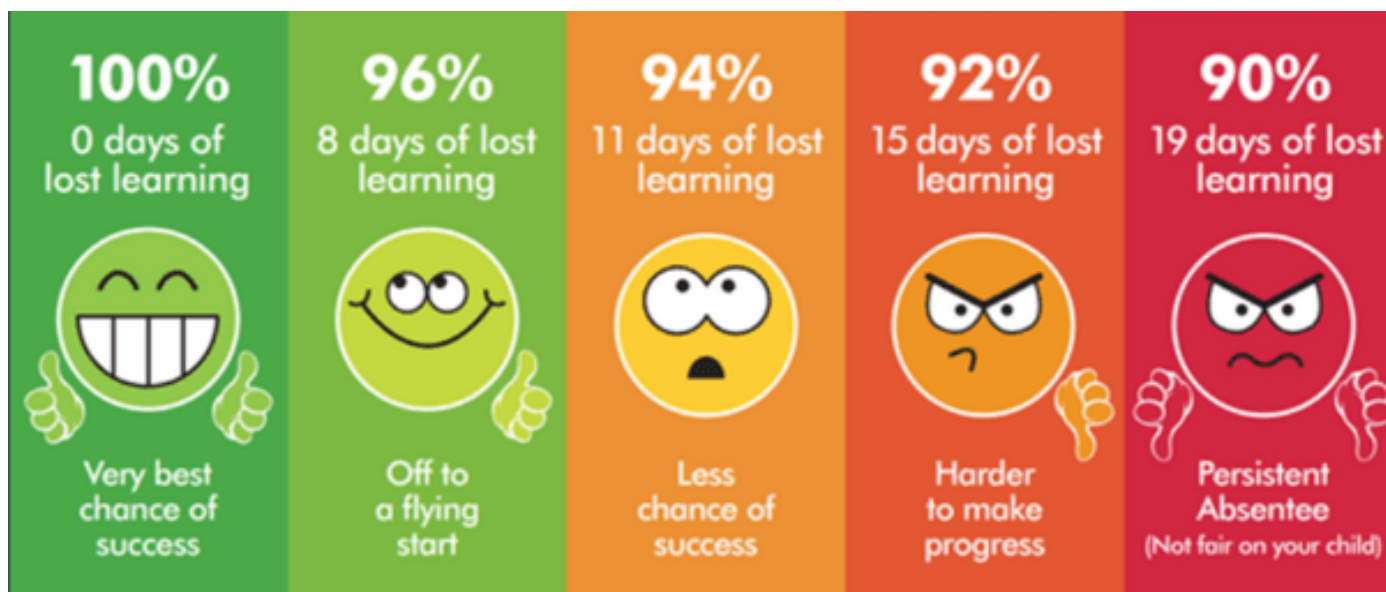 100%
0 days of
lost learning
Very best
chance of
success
96%
8 days of lost
learning
Off to
a flying
start
94%
11 days of lost
learning
Less
chance of
success
92%
15 days of lost
learning
Harder
to make
progress
90%
19 days of lost
learning
Persistent
Absentee
(Not fair on your child)